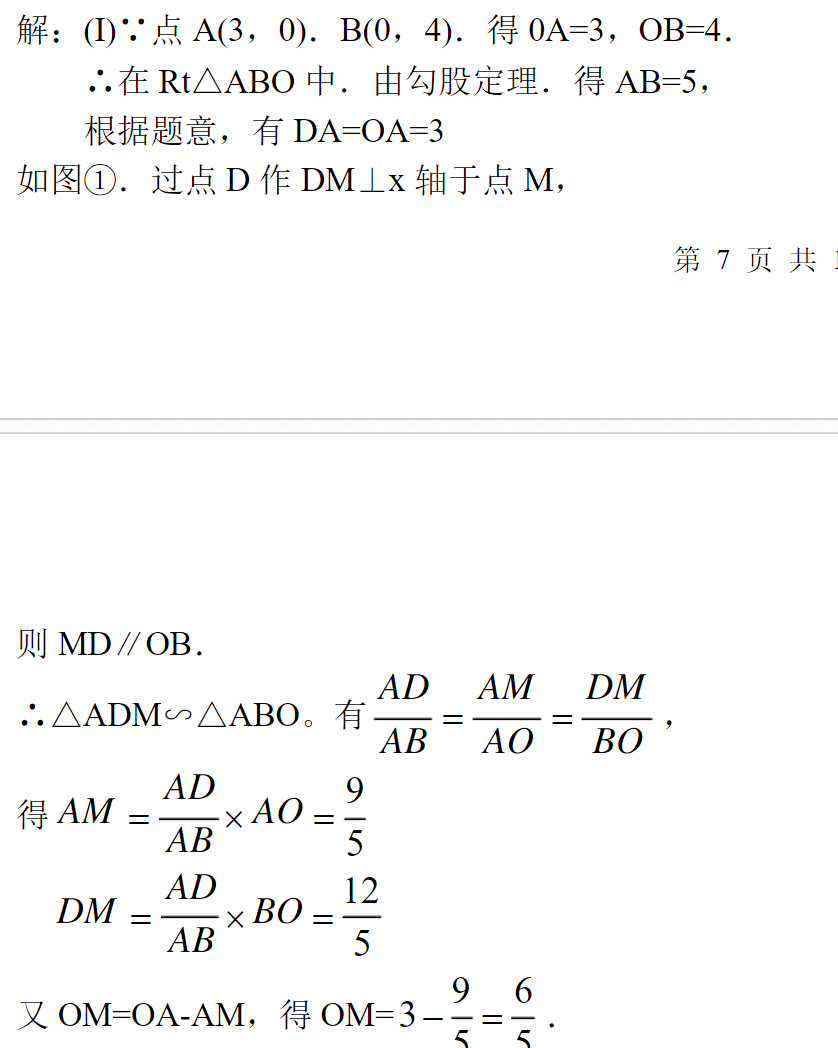 解：(I)∵点 A(3，0)．B(0，4)．得 0A=3，OB=4．
∴在 Rt△ABO 中．由勾股定理．得 AB=5，
根据题意，有 DA=OA=3
如图①．过点 D 作 DM⊥x 轴于点 M，
第 7 页 共
则 MD∥OB．
∴△ADM∽△ABO。有 AD/AB = AM/AO = DM/BO ，
得 AM = AD/AB × AO = 9/5
DM = AD/AB × BO = 12/5
又 OM=OA-AM，得 OM= 3 − 9/5 = 6/5 ．